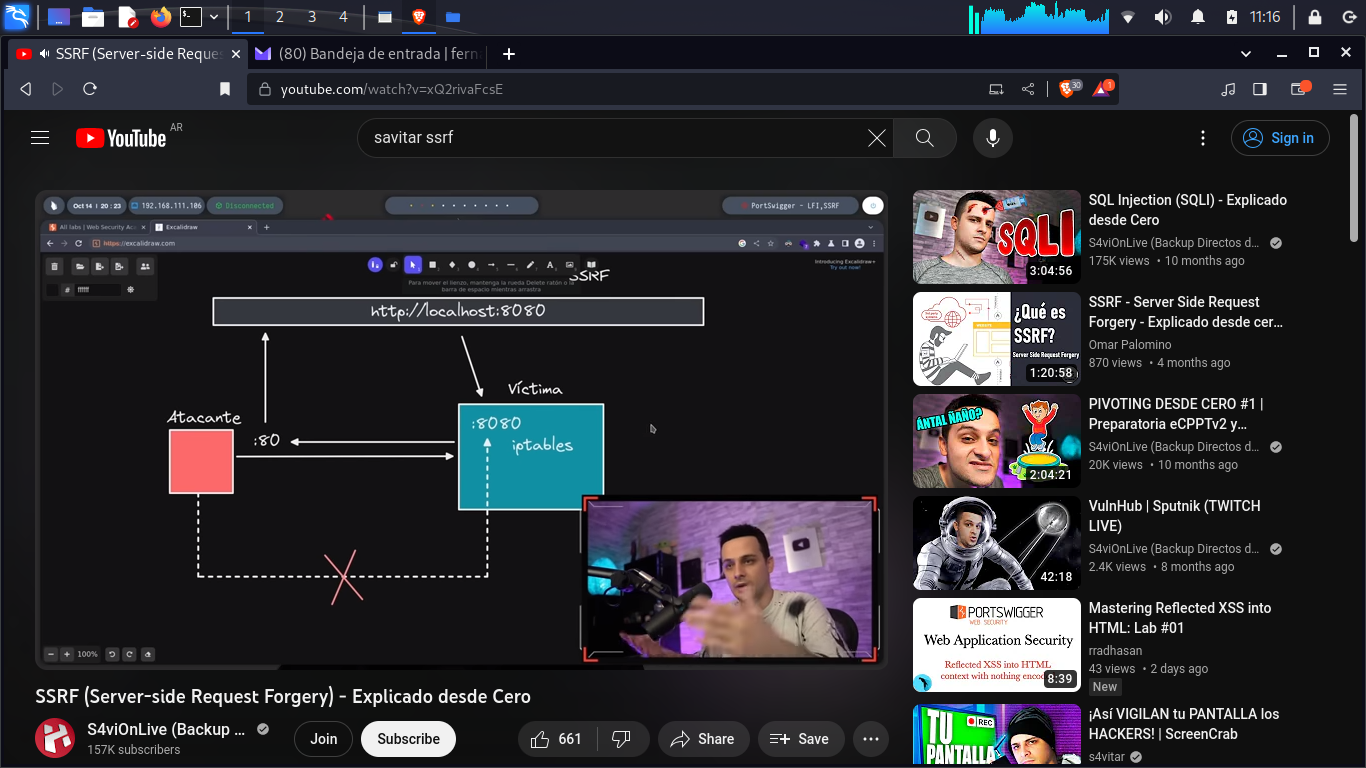 1 2 3 4 11:16
SSRF (Server-side Reques
(80) Bandeja de entrada | fern
youtube.com/watch?v=xQ2rivaFcsE
30
1
YouTube AR
savitar ssrf
Sign in
Oct 14 | 20 : 23
192.168.111.106
Disconnected
PortSwigger - LFI,SSRF
All labs | Web Security Aca
Excalidraw
https://excalidraw.com
Introducing Excalidraw+
Try out now!
# ffffff
SSRF
Para mover el lienzo, mantenga la rueda Delete ratón o la
barra de espacio mientras arrastra
http://localhost:8080
Víctima
Atacante
:8080
:80
iptables
100%
SSRF (Server-side Request Forgery) - Explicado desde Cero
S4viOnLive (Backup ...
157K subscribers
Join
Subscribe
661
Share
Save
SQLI
3:04:56
SQL Injection (SQLI) - Explicado
desde Cero
S4viOnLive (Backup Directos d...
175K views • 10 months ago
¿Qué es
SSRF?
Server Side Request Forgery
1:20:58
SSRF - Server Side Request
Forgery - Explicado desde cer...
Omar Palomino
870 views • 4 months ago
ÁNTAL ÑAÑO?
2:04:21
PIVOTING DESDE CERO #1 |
Preparatoria eCPPTv2 y...
S4viOnLive (Backup Directos d...
20K views • 10 months ago
42:18
VulnHub | Sputnik (TWITCH
LIVE)
S4viOnLive (Backup Directos d...
2.4K views • 8 months ago
PORTSWIGGER
WEB SECURITY
Web Application Security
Reflected XSS into HTML
context with nothing encod
8:39
Mastering Reflected XSS into
HTML: Lab #01
rradhasan
43 views • 2 days ago
New
REC
TU
PANTALLA
¡Así VIGILAN tu PANTALLA los
HACKERS! | ScreenCrab
s4vitar